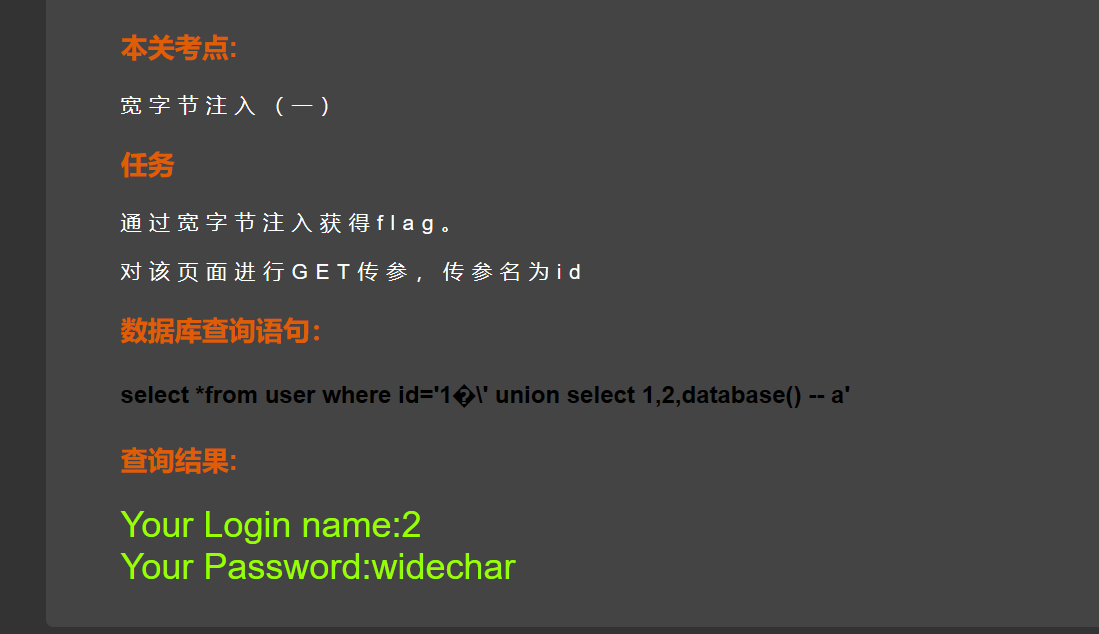 本关考点:
宽字节注入 (一)
任务
通过宽字节注入获得flag。
对该页面进行GET传参，传参名为id
数据库查询语句：
select *from user where id='1�\' union select 1,2,database() -- a'
查询结果:
Your Login name:2
Your Password:widechar